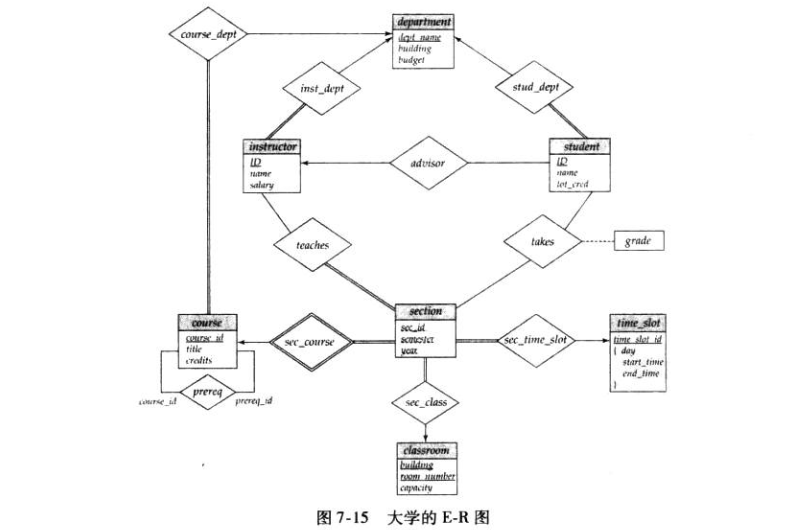 department
course_dept
dept_name
building
budget
inst_dept
stud_dept
instructor
ID
name
salary
advisor
student
ID
name
tot_cred
teaches
takes
grade
section
sec_id
semester
year
course
course_id
title
credits
sec_course
sec_time_slot
time_slot
time_slot_id
{ day
start_time
end_time
}
prereq
course_id
prereq_id
sec_class
classroom
building
room_number
capacity
图 7-15 大学的 E-R 图